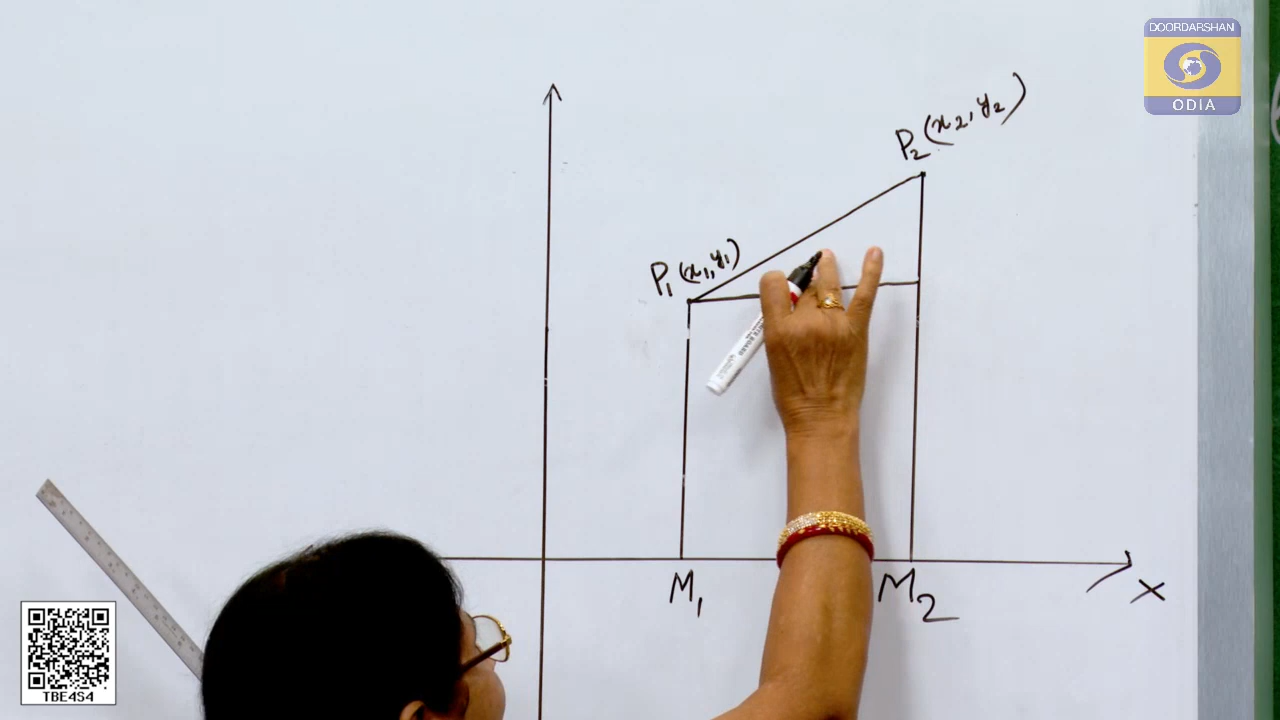 DOORDARSHAN
ODIA
P₂(x₂, y₂)
P₁(x₁, y₁)
M₁
M₂
X
TBE4S4